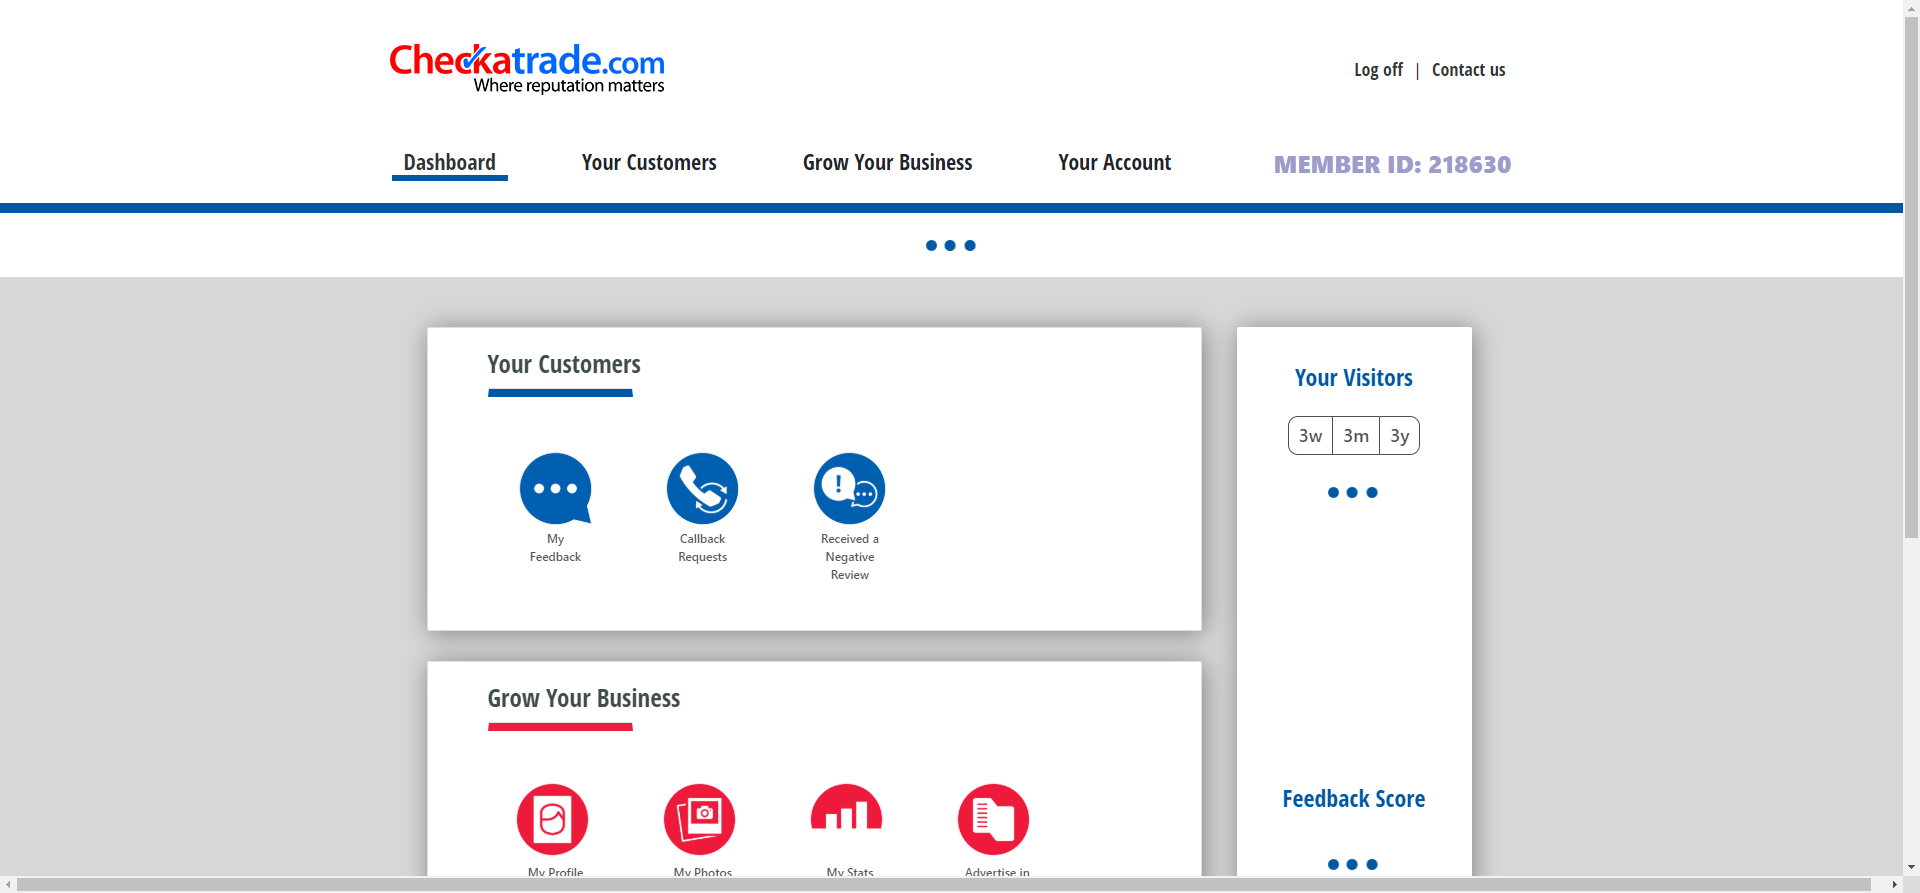 Checkatrade.com
Where reputation matters
Log off | Contact us
Dashboard
Your Customers
Grow Your Business
Your Account
MEMBER ID: 218630
Your Customers
My
Feedback
Callback
Requests
Received a
Negative
Review
Your Visitors
3w
3m
3y
Grow Your Business
My Profile
My Photos
My Stats
Advertise in
Feedback Score